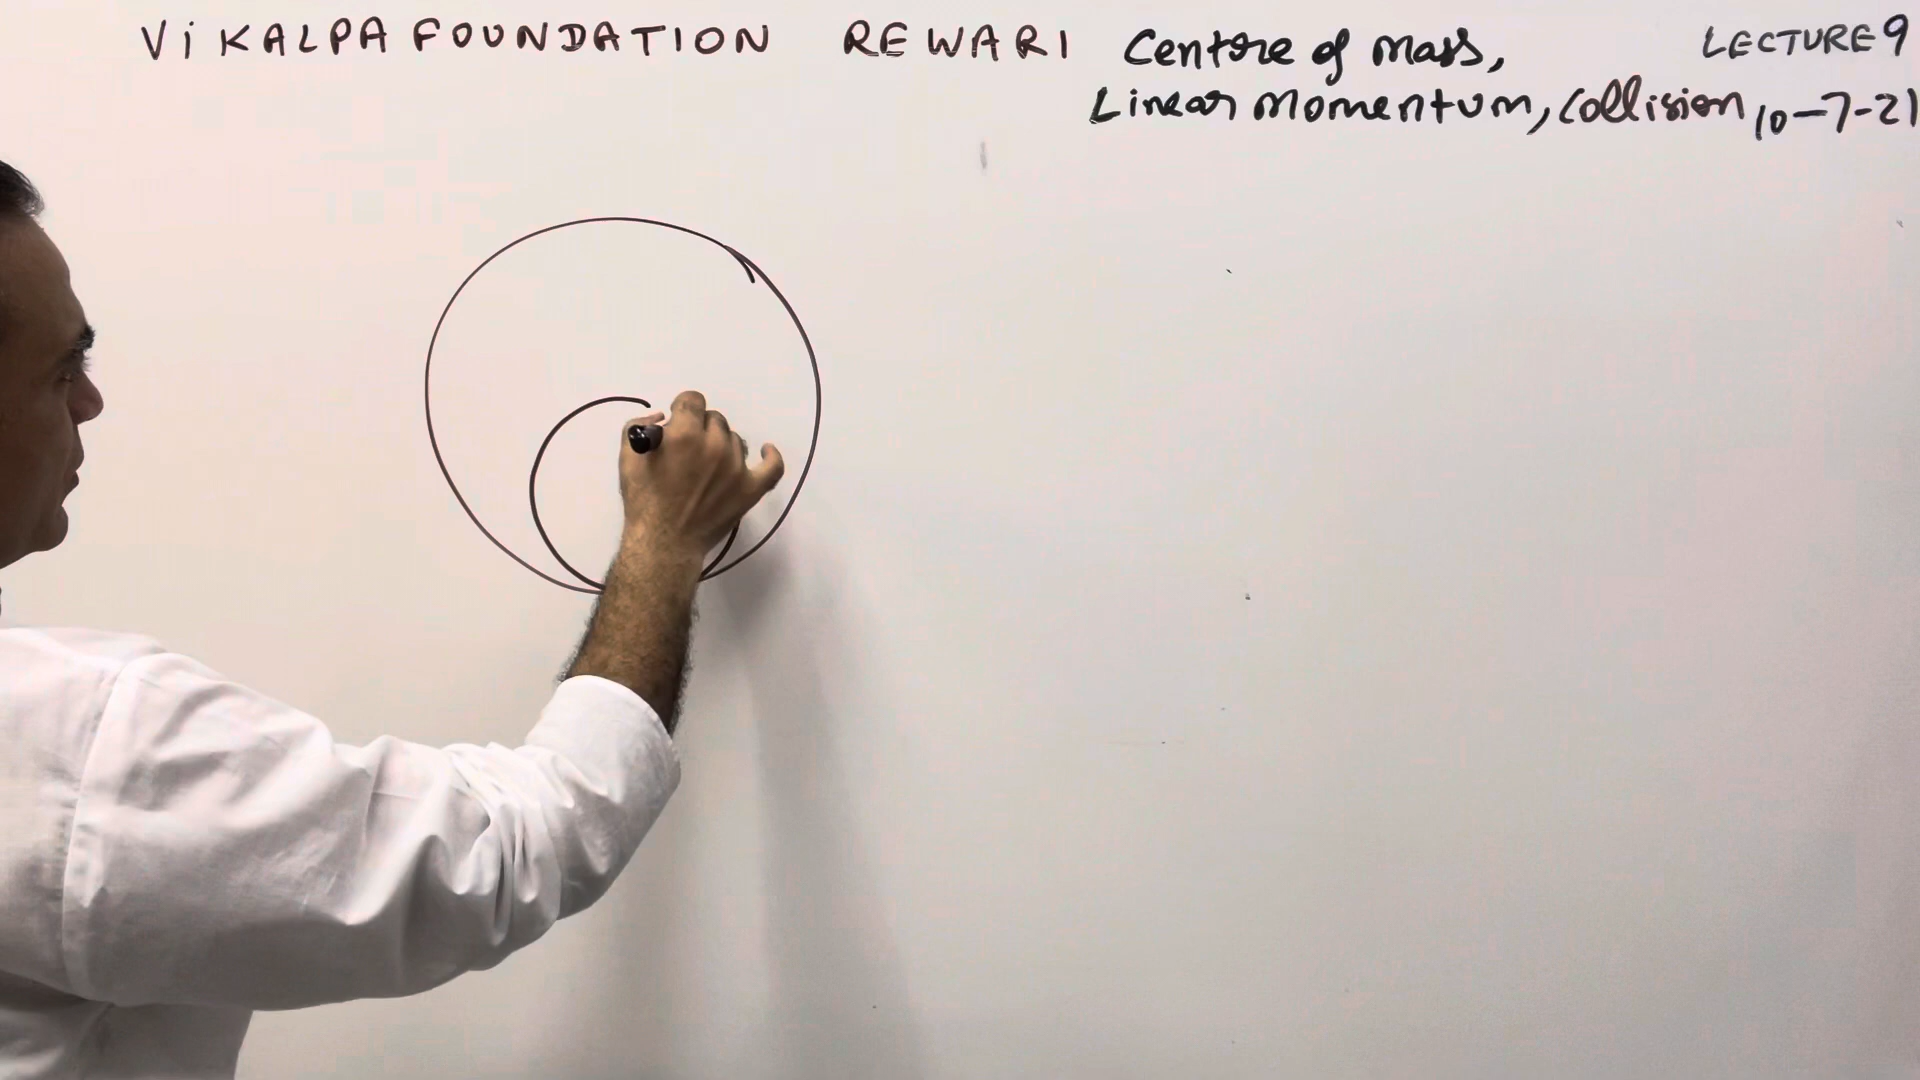 VIKALPA FOUNDATION REWARI Centre of mass, LECTURE 9
Linear Momentum, Collision 10-7-21